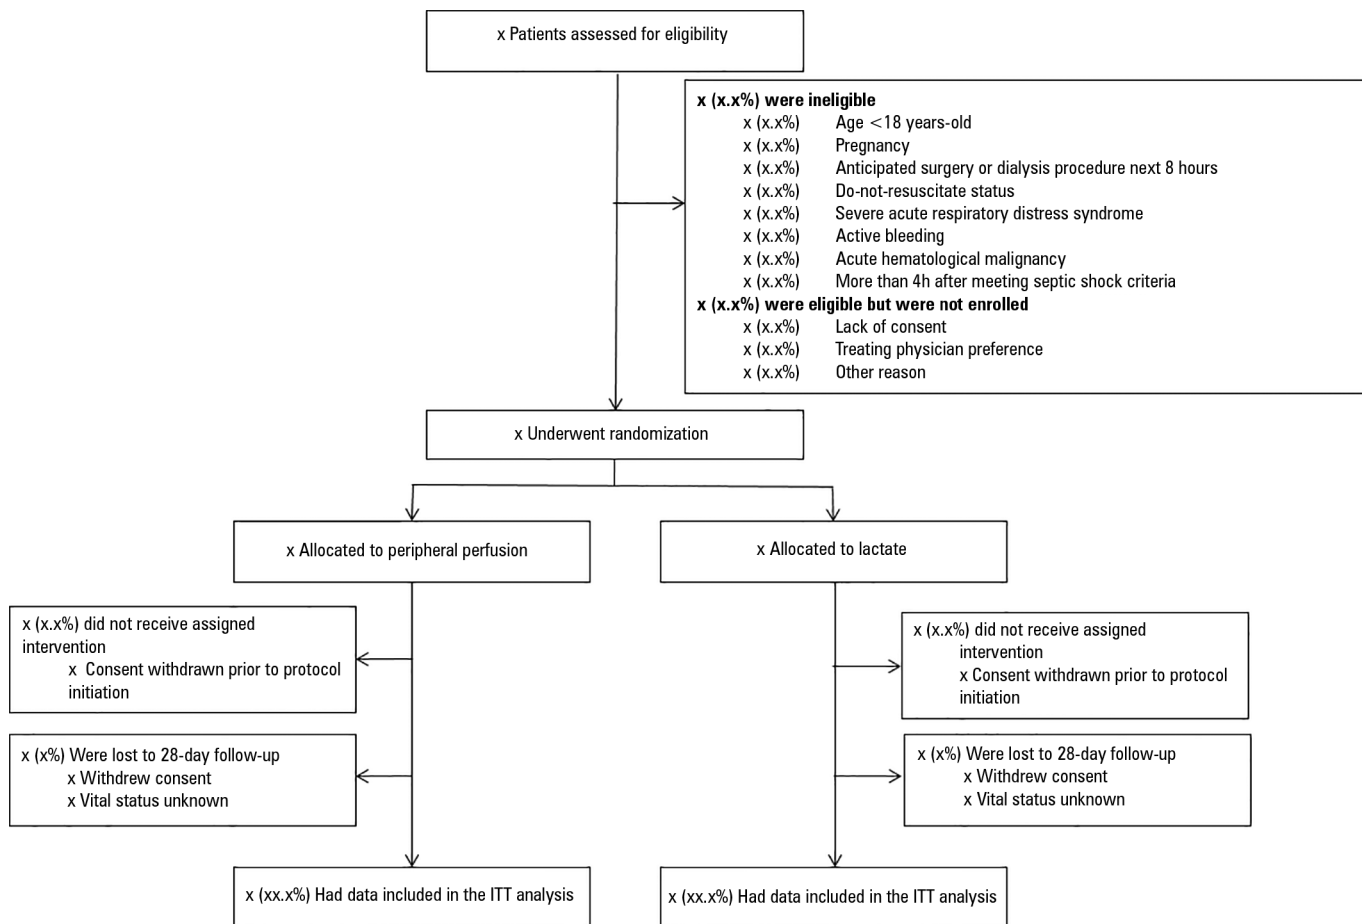 x Patients assessed for eligibility
x (x.x%) were ineligible
x (x.x%) Age <18 years-old
x (x.x%) Pregnancy
x (x.x%) Anticipated surgery or dialysis procedure next 8 hours
x (x.x%) Do-not-resuscitate status
x (x.x%) Severe acute respiratory distress syndrome
x (x.x%) Active bleeding
x (x.x%) Acute hematological malignancy
x (x.x%) More than 4h after meeting septic shock criteria
x (x.x%) were eligible but were not enrolled
x (x.x%) Lack of consent
x (x.x%) Treating physician preference
x (x.x%) Other reason
x Underwent randomization
x Allocated to peripheral perfusion
x Allocated to lactate
x (x.x%) did not receive assigned
intervention
x Consent withdrawn prior to protocol
initiation
x (x.x%) did not receive assigned
intervention
x Consent withdrawn prior to protocol
initiation
x (x%) Were lost to 28-day follow-up
x Withdrew consent
x Vital status unknown
x (x%) Were lost to 28-day follow-up
x Withdrew consent
x Vital status unknown
x (xx.x%) Had data included in the ITT analysis
x (xx.x%) Had data included in the ITT analysis